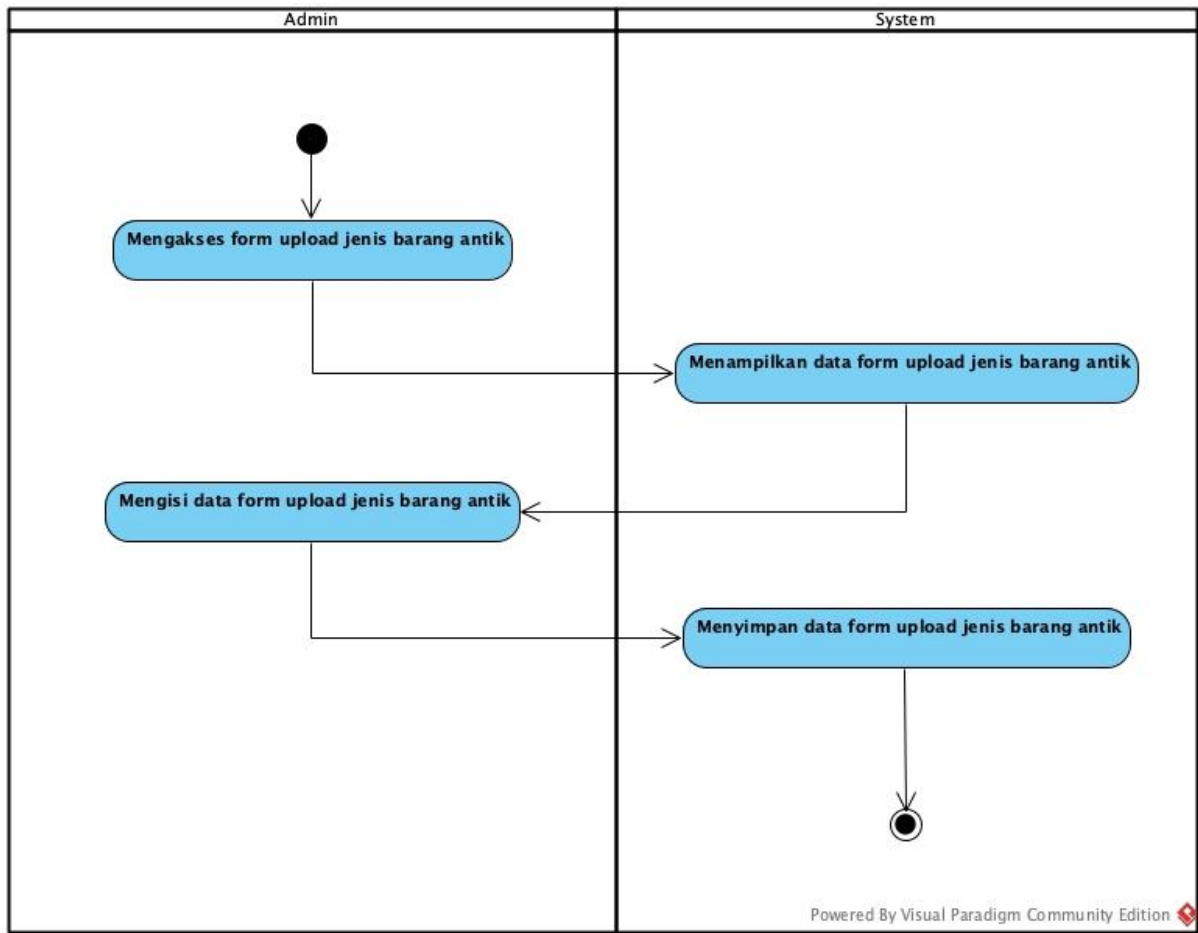 Admin
System
Mengakses form upload jenis barang antik
Menampilkan data form upload jenis barang antik
Mengisi data form upload jenis barang antik
Menyimpan data form upload jenis barang antik
Powered By Visual Paradigm Community Edition